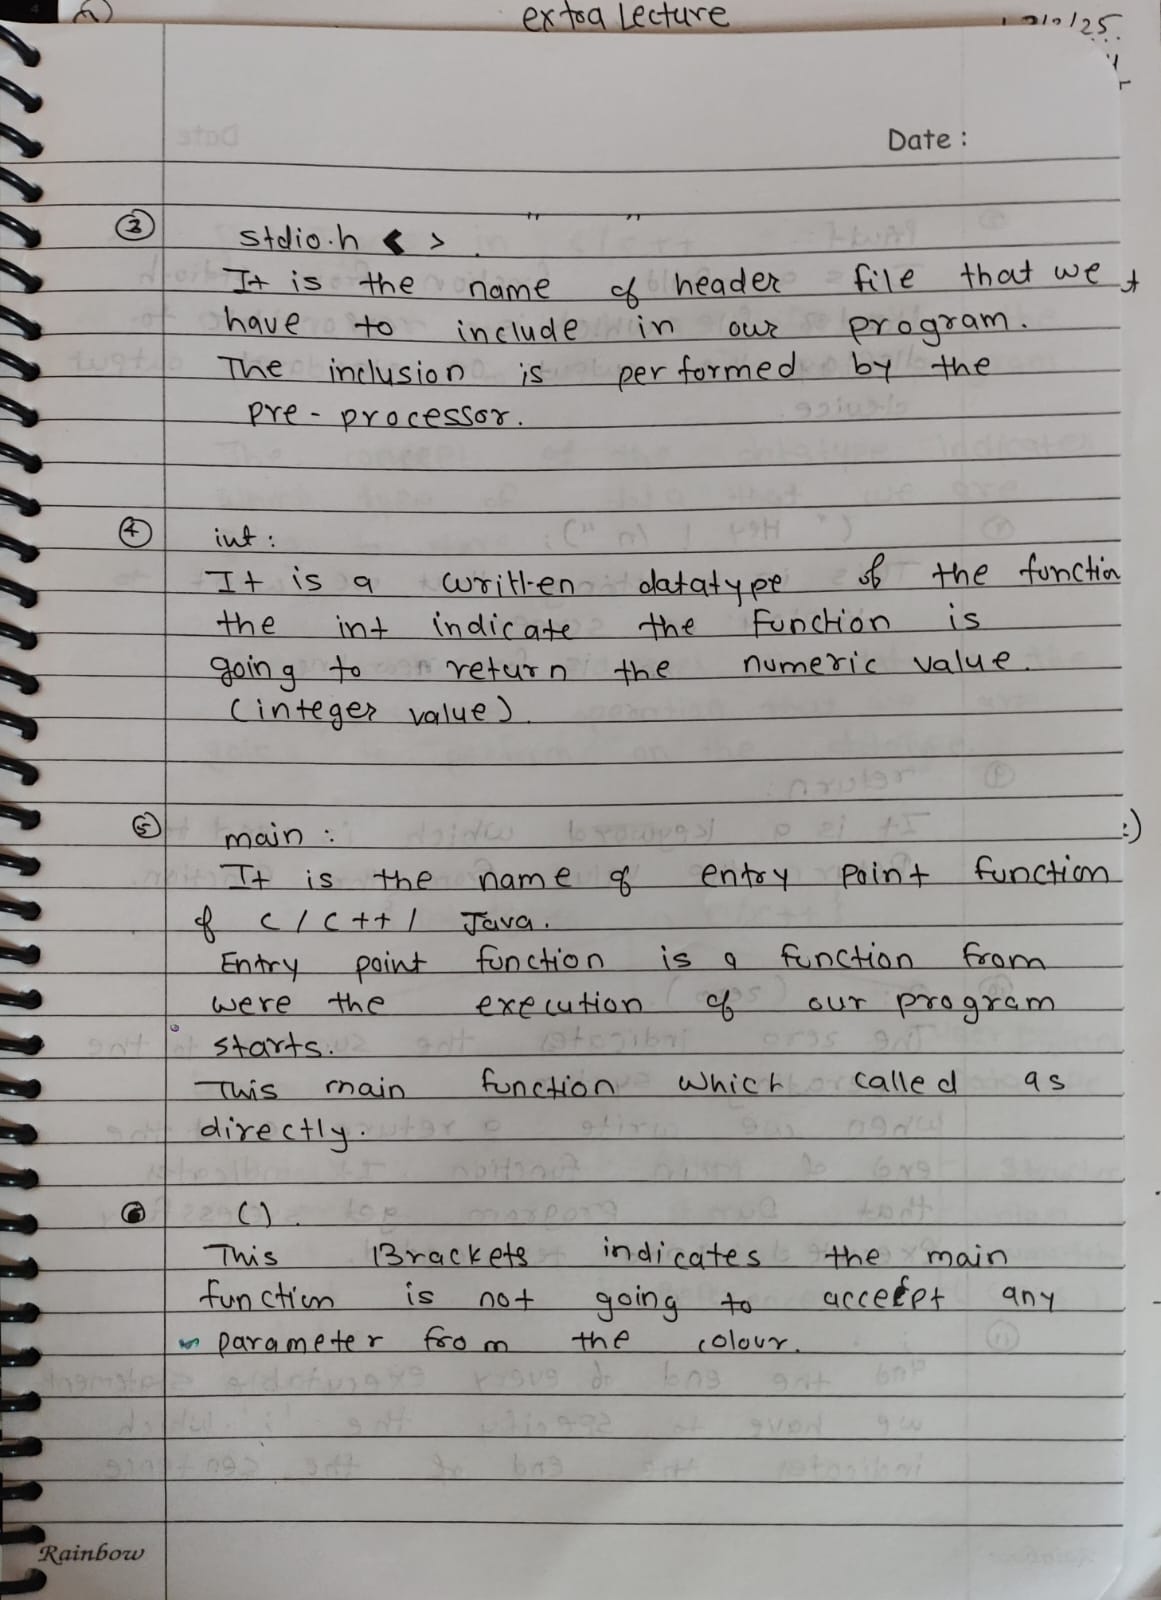 extra Lecture
Date :
③ " "
stdio.h < >.
It is the name of header file that we
have to include in our program.
The inclusion is performed by the
pre-processor.
④ int :
It is a written datatype of the function
the int indicate the function is
going to return the numeric value.
(integer value).
⑤ main : :)
It is the name of entry point function
of C / C++ / Java.
Entry point function is a function from
were the execution of our program
starts.
This main function which called as
directly.
⑥ ().
This Brackets indicates the main
function is not going to accept any
parameter from the colour.
Rainbow